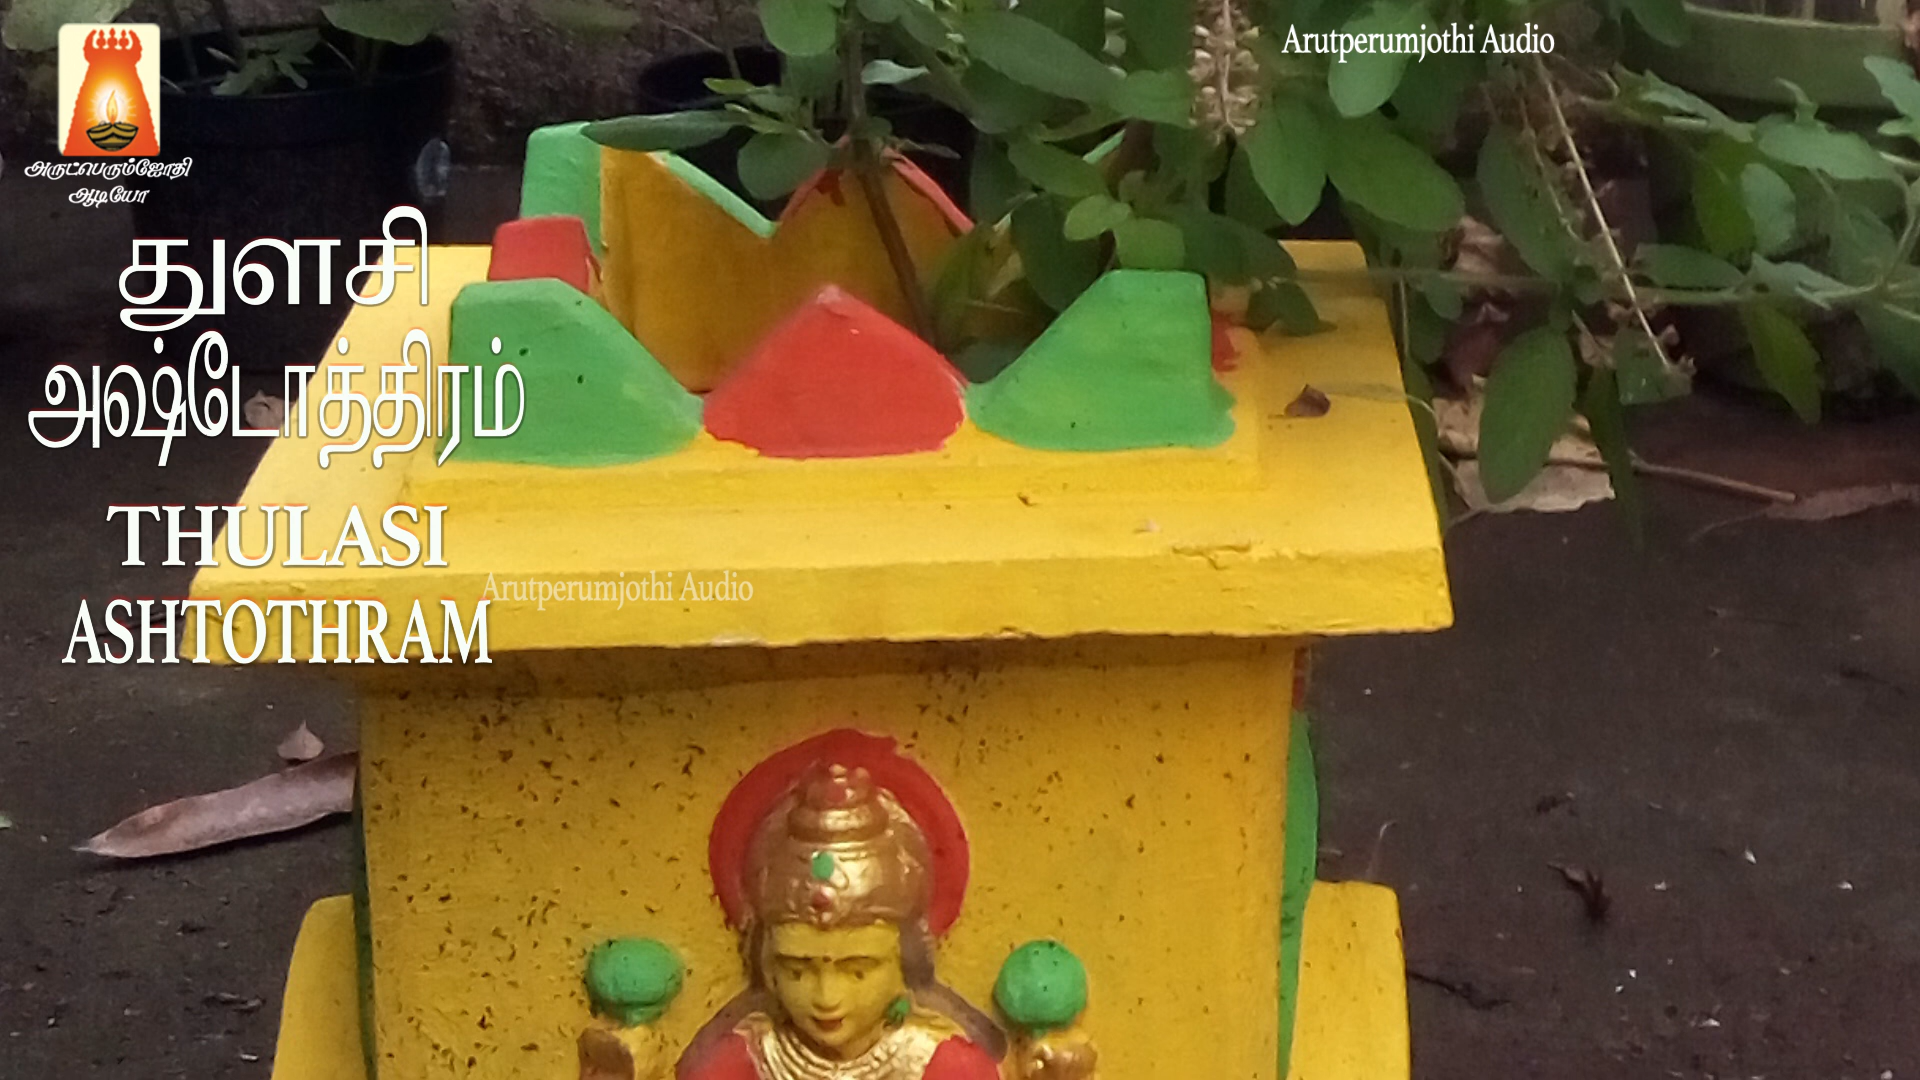 Arutperumjothi Audio
அருட்பெரும்ஜோதி
ஆடியோ
துளசி
அஷ்டோத்திரம்
THULASI
Arutperumjothi Audio
ASHTOTHRAM